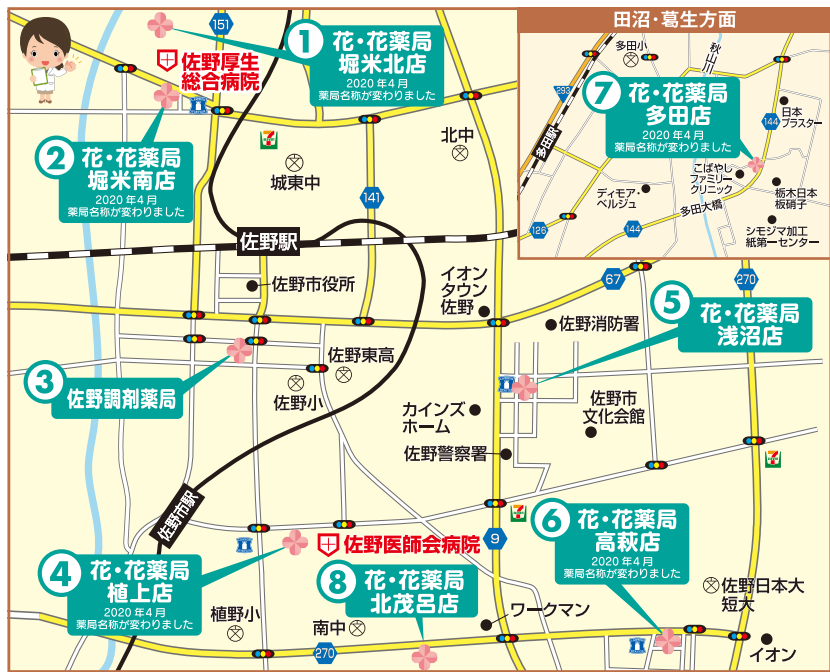 151
佐野厚生
総合病院
1
花・花薬局
堀米北店
2020年4月
薬局名称が変わりました
2
花・花薬局
堀米南店
2020年4月
薬局名称が変わりました
城東中
北中
141
佐野駅
田沼・葛生方面
多田小
秋山川
293
多田駅
7
花・花薬局
多田店
2020年4月
薬局名称が変わりました
日本
プラスター
144
こばやし
ファミリー
クリニック
栃木日本
板硝子
ディモア・
ベルジュ
多田大橋
126
144
シモジマ加工
紙第一センター
佐野市役所
イオン
タウン
佐野
67
270
佐野消防署
5
花・花薬局
浅沼店
3
佐野調剤薬局
佐野東高
佐野小
カインズ
ホーム
佐野市
文化会館
佐野警察署
佐野市駅
佐野医師会病院
9
6
花・花薬局
高萩店
2020年4月
薬局名称が変わりました
4
花・花薬局
植上店
2020年4月
薬局名称が変わりました
8
花・花薬局
北茂呂店
植野小
南中
270
ワークマン
佐野日本大
短大
イオン